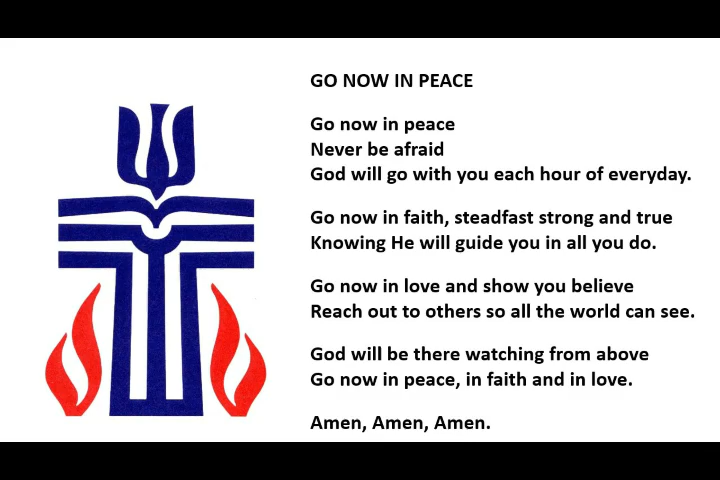 GO NOW IN PEACE
Go now in peace
Never be afraid
God will go with you each hour of everyday.
Go now in faith, steadfast strong and true
Knowing He will guide you in all you do.
Go now in love and show you believe
Reach out to others so all the world can see.
God will be there watching from above
Go now in peace, in faith and in love.
Amen, Amen, Amen.